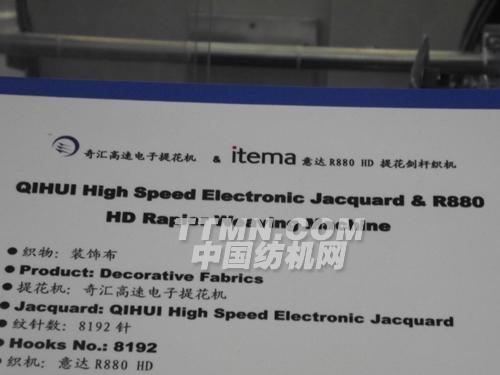 奇汇高速电子提花机 & itema 意达 R880 HD 提花剑杆织机
QIHUI High Speed Electronic Jacquard & R880
HD Rapier Weaving Machine
TTMN.COM
中国纺机网
● 织物: 装饰布
● Product: Decorative Fabrics
● 提花机: 奇汇高速电子提花机
● Jacquard: QIHUI High Speed Electronic Jacquard
● 纹针数: 8192 针
● Hooks No.: 8192
● 织机: 意达 R880 HD